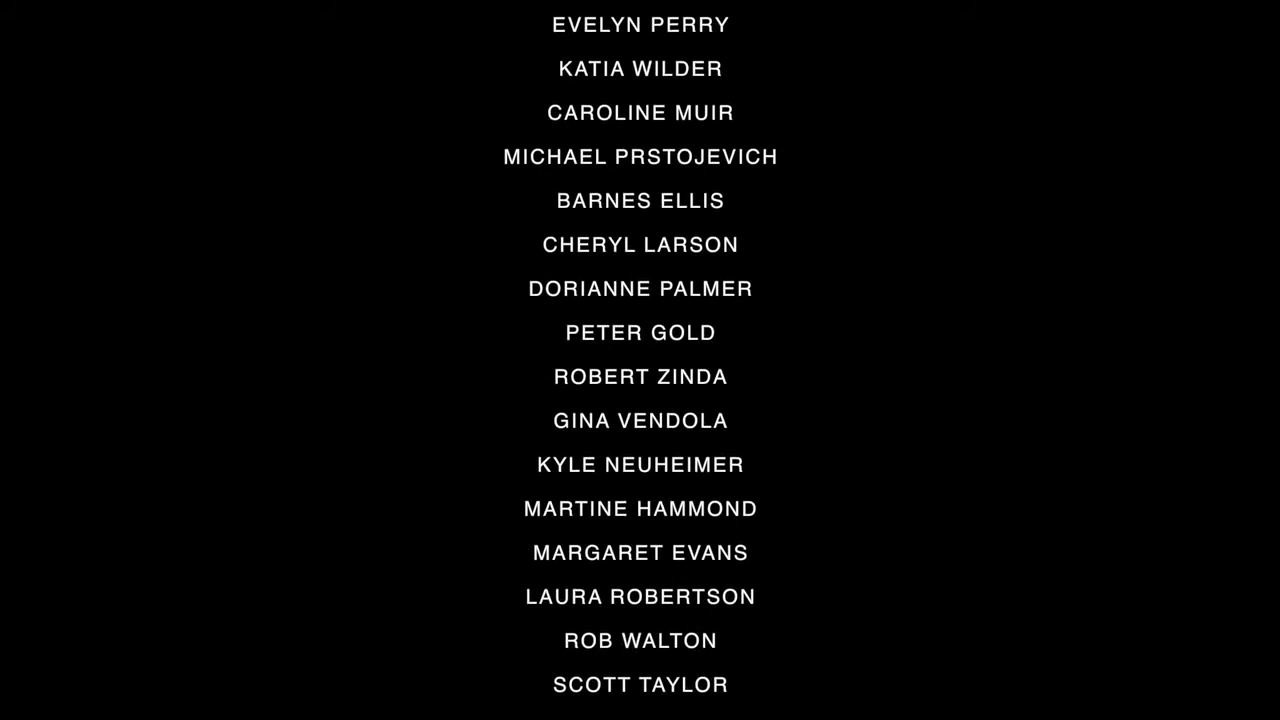 EVELYN PERRY
KATIA WILDER
CAROLINE MUIR
MICHAEL PRSTOJEVICH
BARNES ELLIS
CHERYL LARSON
DORIANNE PALMER
PETER GOLD
ROBERT ZINDA
GINA VENDOLA
KYLE NEUHEIMER
MARTINE HAMMOND
MARGARET EVANS
LAURA ROBERTSON
ROB WALTON
SCOTT TAYLOR